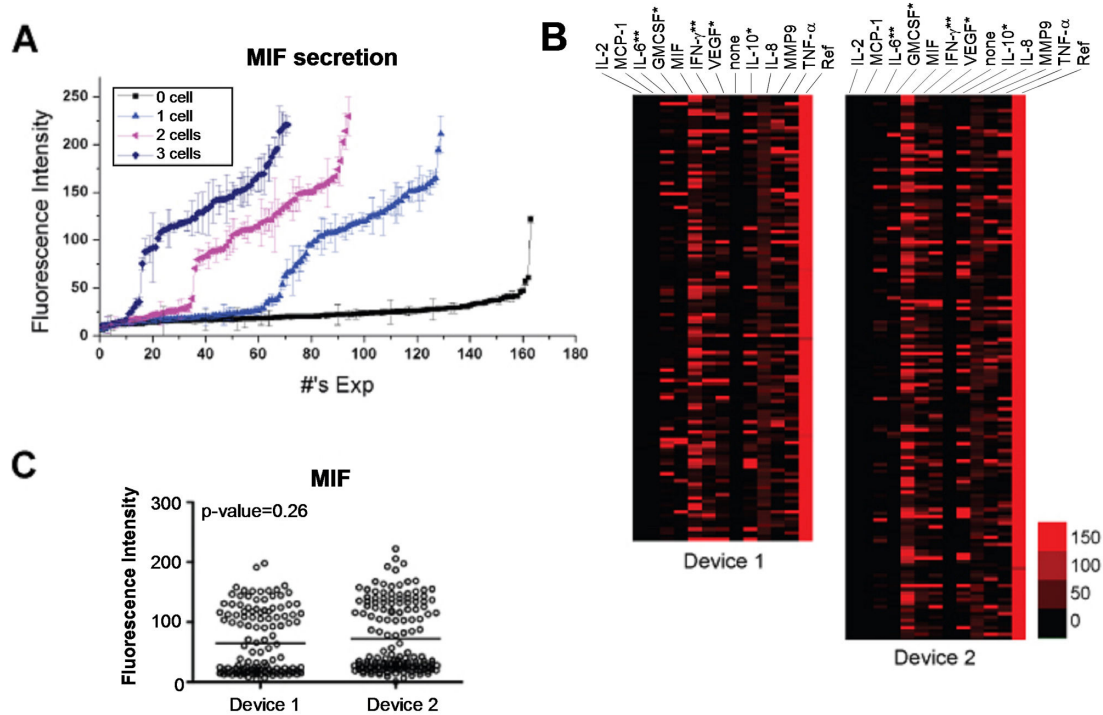 A
MIF secretion
Fluorescence Intensity
250
200
150
100
50
0
0 cell
1 cell
2 cells
3 cells
0 20 40 60 80 100 120 140 160 180
#'s Exp
B
IL-2
MCP-1
IL-6**
GMCSF*
MIF
IFN-γ**
VEGF*
none
IL-10*
IL-8
MMP9
TNF-α
Ref
IL-2
MCP-1
IL-6**
GMCSF*
MIF
IFN-γ**
VEGF*
none
IL-10*
IL-8
MMP9
TNF-α
Ref
Device 1
Device 2
150
100
50
0
C
MIF
p-value=0.26
Fluorescence Intensity
300
200
100
0
Device 1 Device 2